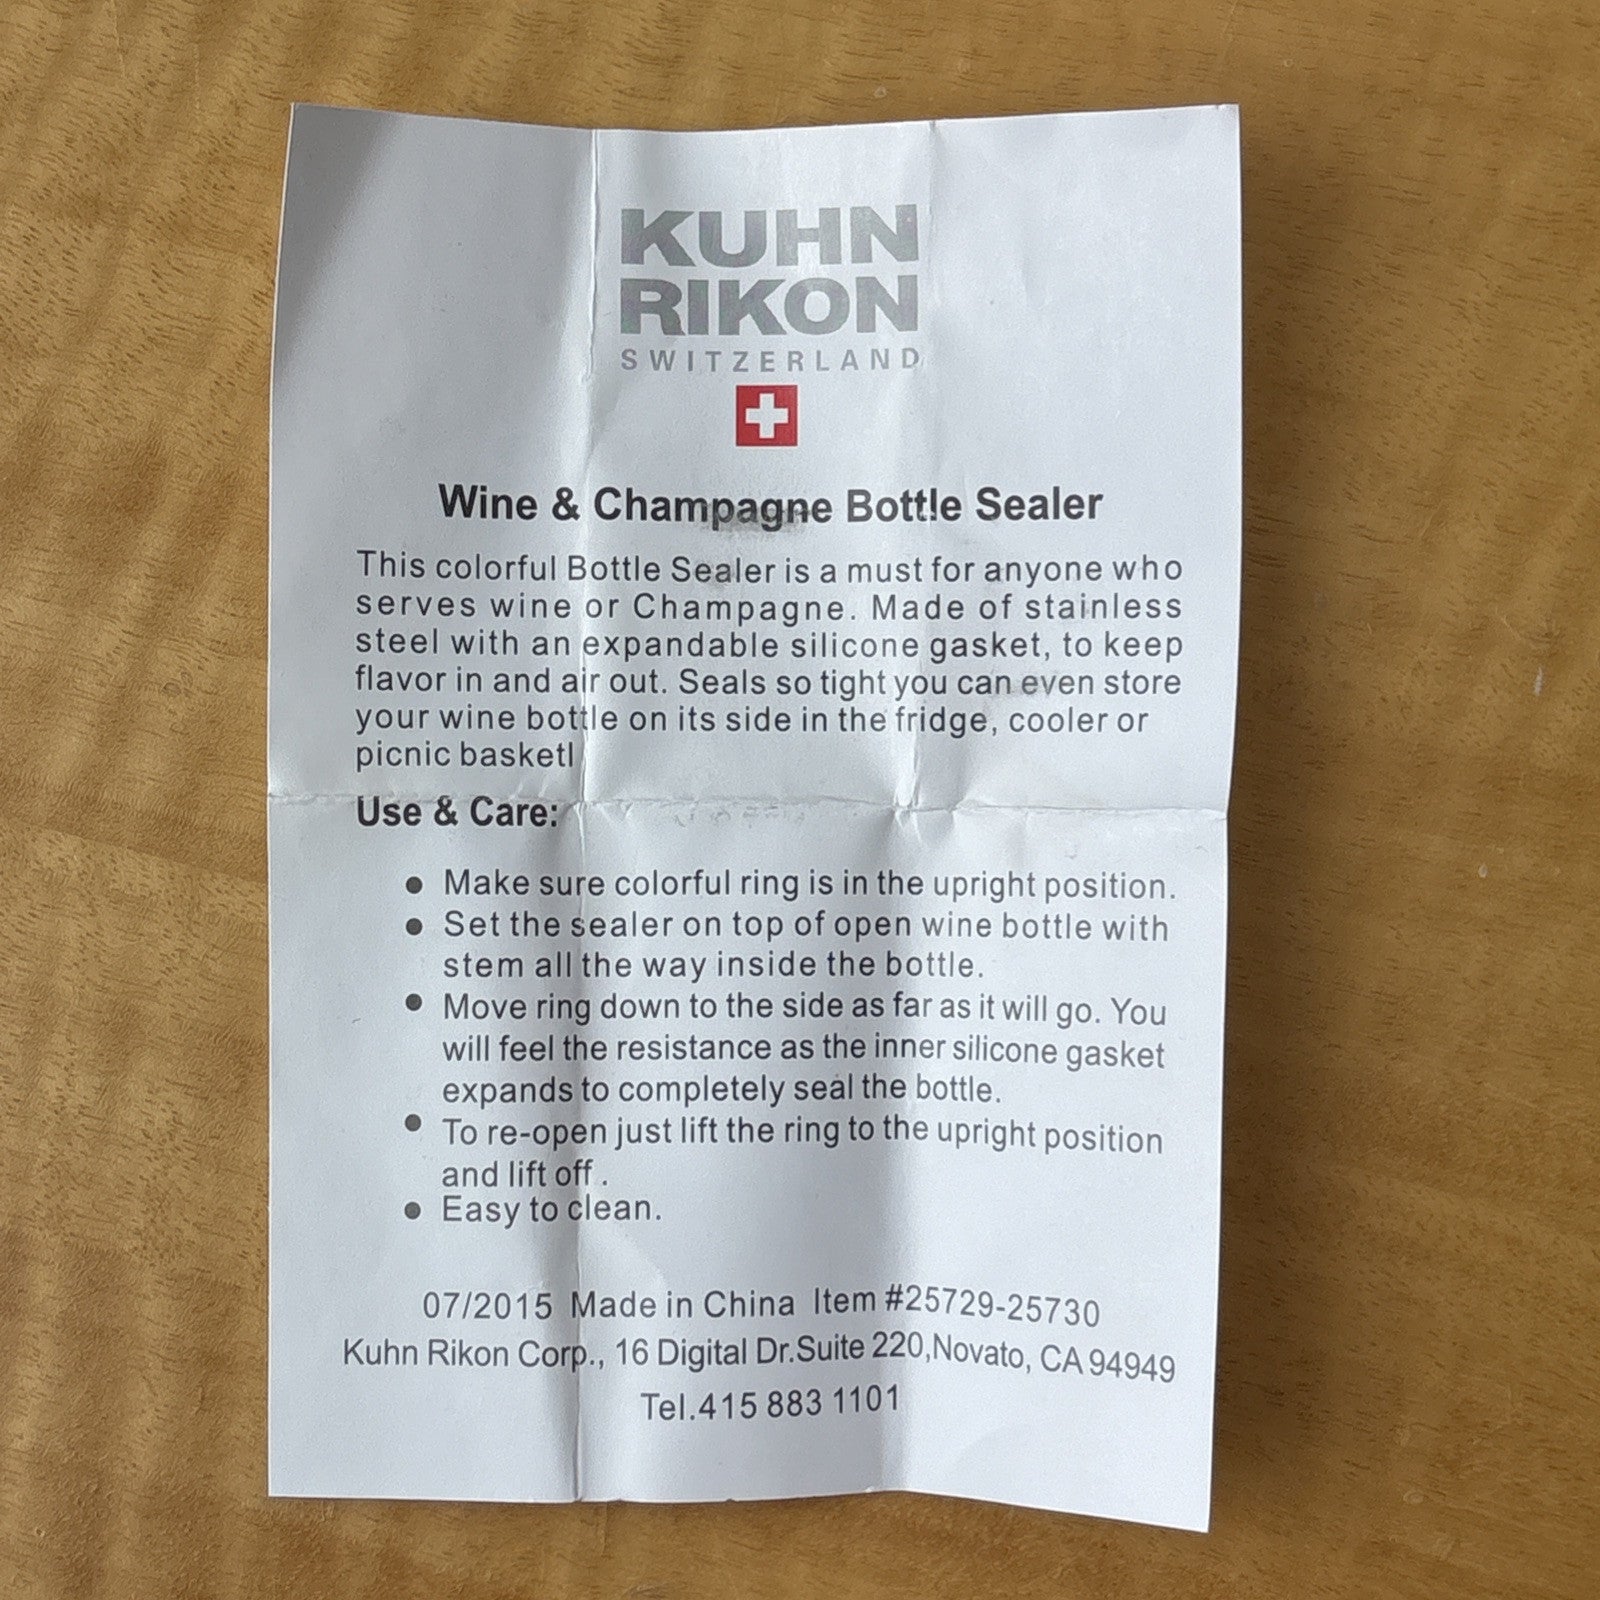 KUHN
RIKON
SWITZERLAND
Wine & Champagne Bottle Sealer
This colorful Bottle Sealer is a must for anyone who
serves wine or Champagne. Made of stainless
steel with an expandable silicone gasket, to keep
flavor in and air out. Seals so tight you can even store
your wine bottle on its side in the fridge, cooler or
picnic basketl
Use & Care:
● Make sure colorful ring is in the upright position.
● Set the sealer on top of open wine bottle with
stem all the way inside the bottle.
● Move ring down to the side as far as it will go. You
will feel the resistance as the inner silicone gasket
expands to completely seal the bottle.
● To re-open just lift the ring to the upright position
and lift off .
● Easy to clean.
07/2015 Made in China Item #25729-25730
Kuhn Rikon Corp., 16 Digital Dr.Suite 220,Novato, CA 94949
Tel.415 883 1101